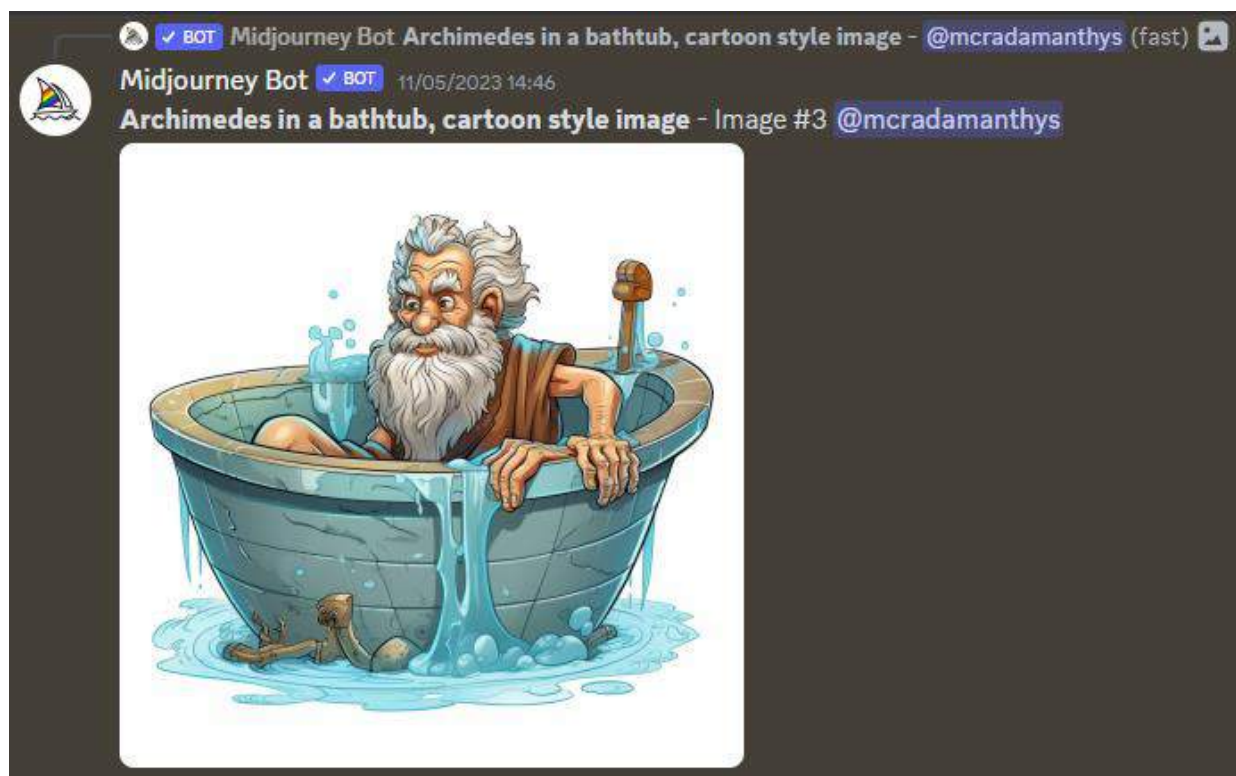 ✓ BOT Midjourney Bot Archimedes in a bathtub, cartoon style image - @mcradamanthys (fast)
Midjourney Bot ✓ BOT 11/05/2023 14:46
Archimedes in a bathtub, cartoon style image - Image #3 @mcradamanthys